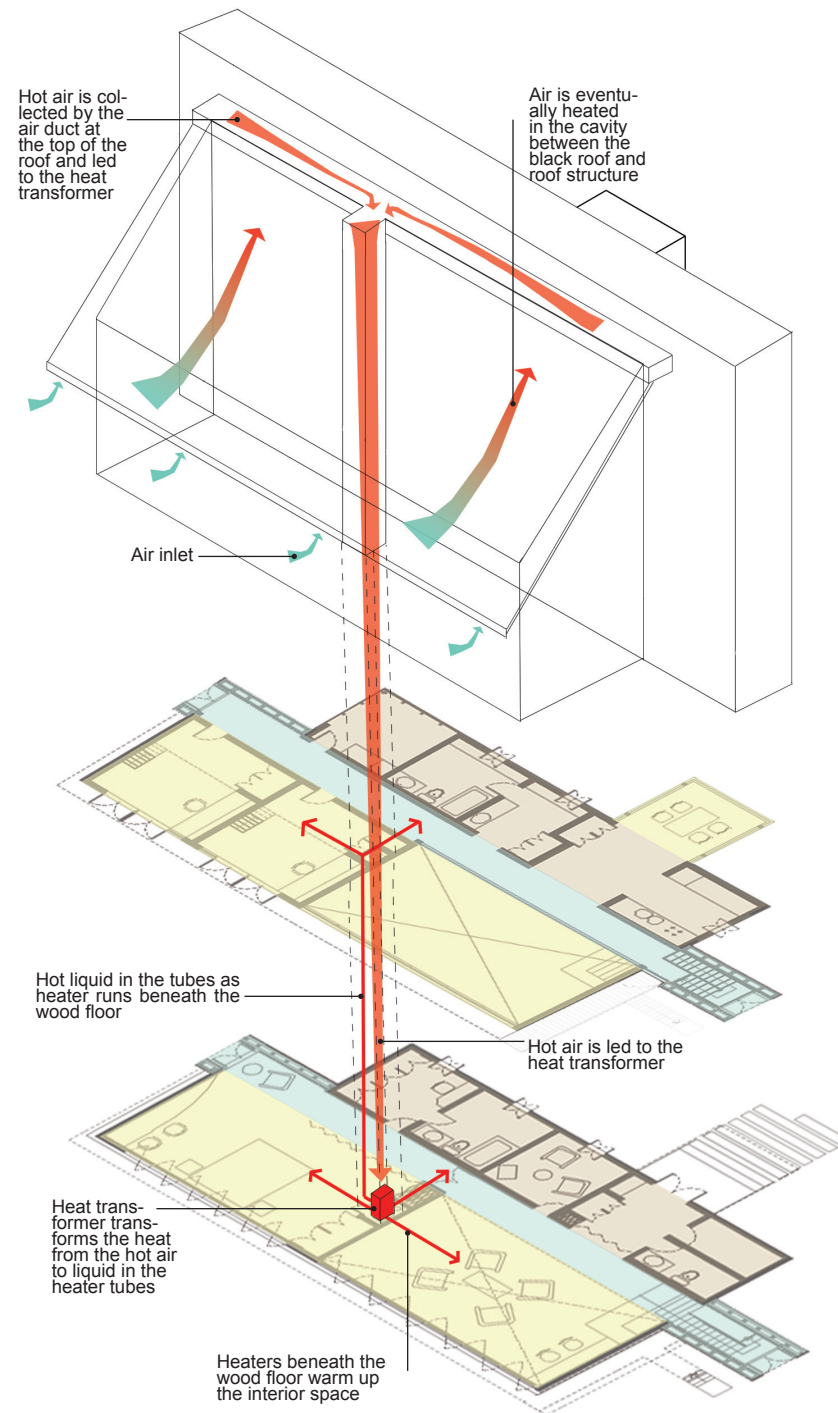 Hot air is col-
lected by the
air duct at
the top of the
roof and led
to the heat
transformer
Air is eventu-
ally heated
in the cavity
between the
black roof and
roof structure
Air inlet
Hot liquid in the tubes as
heater runs beneath the
wood floor
Hot air is led to the
heat transformer
Heat trans-
former trans-
forms the heat
from the hot air
to liquid in the
heater tubes
Heaters beneath the
wood floor warm up
the interior space